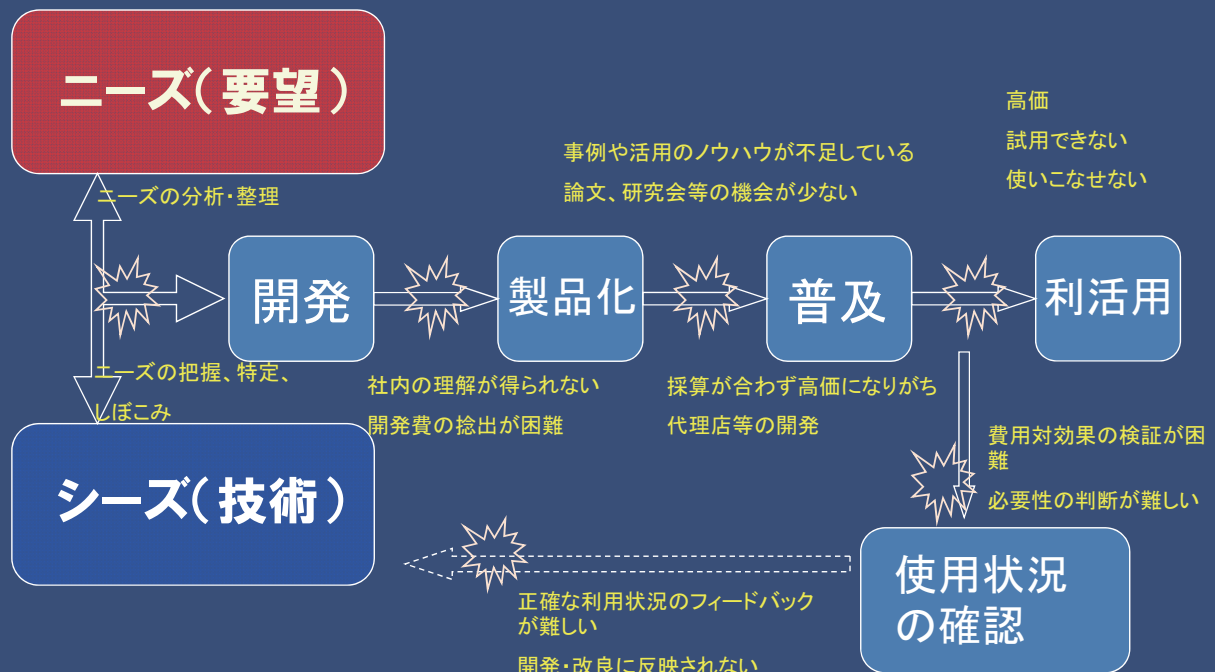 ニーズ(要望)
高価
試用できない
使いこなせない
事例や活用のノウハウが不足している
論文、研究会等の機会が少ない
ニーズの分析・整理
開発
製品化
普及
利活用
ニーズの把握、特定、
しぼこみ
社内の理解が得られない
開発費の捻出が困難
採算が合わず高価になりがち
代理店等の開発
費用対効果の検証が困
難
必要性の判断が難しい
シーズ(技術)
使用状況
の確認
正確な利用状況のフィードバック
が難しい
開発・改良に反映されない